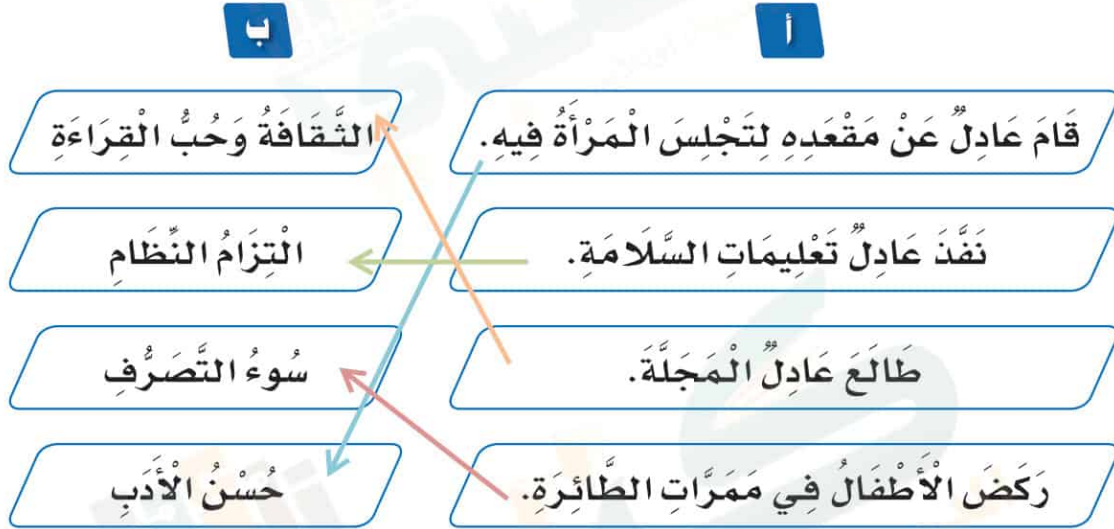 أ
ب
قَامَ عَادِلٌ عَنْ مَقْعَدِهِ لِتَجْلِسَ الْمَرْأَةُ فِيهِ.
الثَّقَافَةُ وَحُبُّ الْقِرَاءَةِ
نَفَّذَ عَادِلٌ تَعْلِيمَاتِ السَّلَامَةِ.
الْتِزَامُ النِّظَامِ
طَالَعَ عَادِلٌ الْمَجَلَّةَ.
سُوءُ التَّصَرُّفِ
رَكَضَ الْأَطْفَالُ فِي مَمَرَّاتِ الطَّائِرَةِ.
حُسْنُ الْأَدَبِ